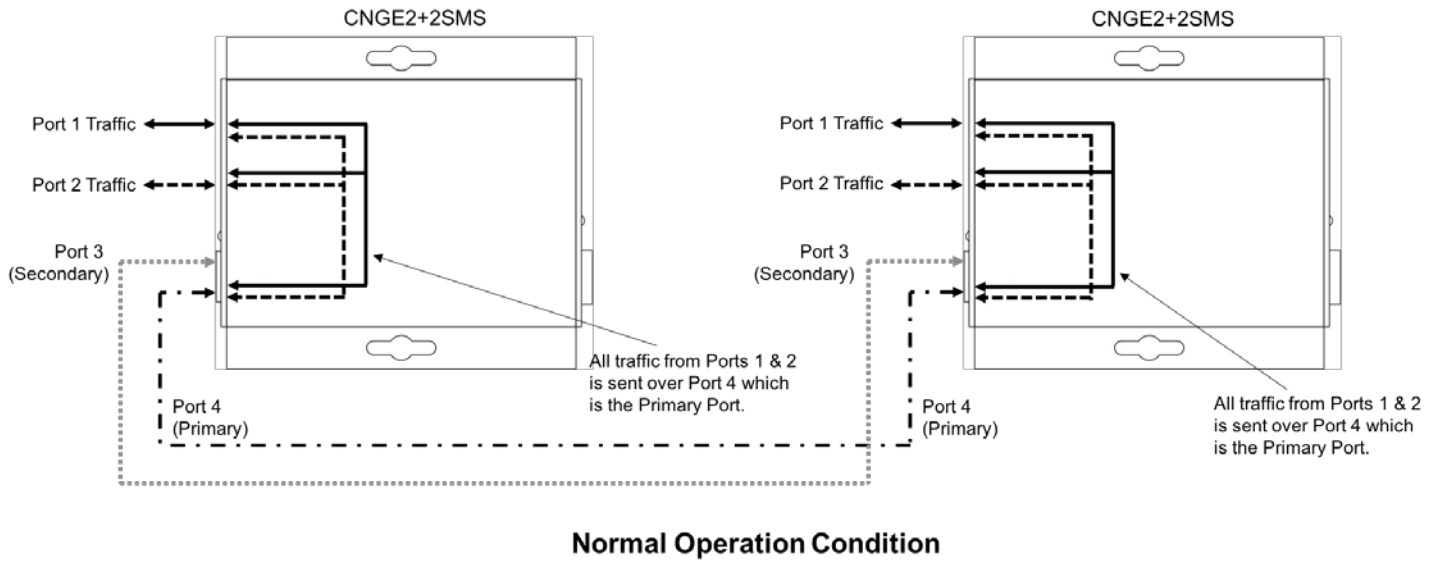 CNGE2+2SMS
Port 1 Traffic
Port 2 Traffic
Port 3
(Secondary)
Port 4
(Primary)
All traffic from Ports 1 & 2
is sent over Port 4 which
is the Primary Port.
CNGE2+2SMS
Port 1 Traffic
Port 2 Traffic
Port 3
(Secondary)
Port 4
(Primary)
All traffic from Ports 1 & 2
is sent over Port 4 which
is the Primary Port.
Normal Operation Condition